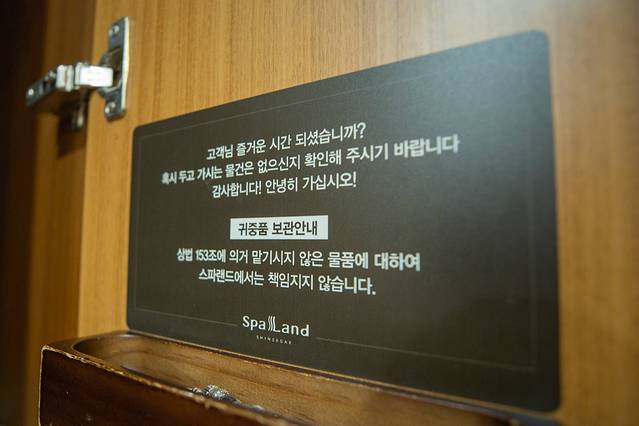 고객님 즐거운 시간 되셨습니까?
혹시 두고 가시는 물건은 없으신지 확인해 주시기 바랍니다
감사합니다! 안녕히 가십시오!
귀중품 보관안내
상법 153조에 의거 맡기시지 않은 물품에 대하여
스파랜드에서는 책임지지 않습니다.
Spa Land
SHINSEGAE